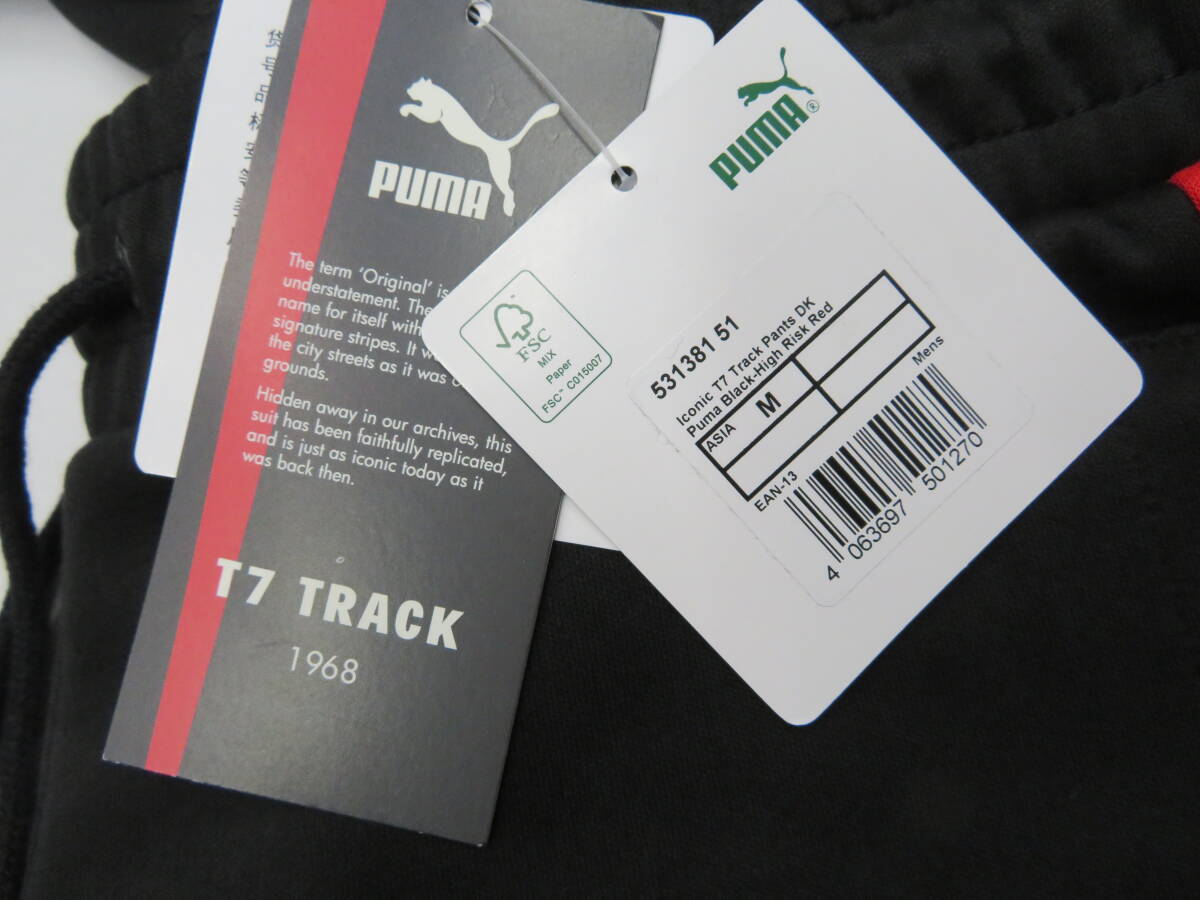 PUMA
The term 'Original' is
understatement. The
name for itself with
signature stripes. It
the city streets as it was
grounds.
Hidden away in our archives, this
suit has been faithfully replicated,
and is just as iconic today as it
was back then.
T7 TRACK
1968
PUMA®
FSC
MIX
Paper
FSC™ C015007
531381 51
Iconic T7 Track Pants DK
Puma Black-High Risk Red
ASIA M
Mens
EAN-13
4 063697 501270